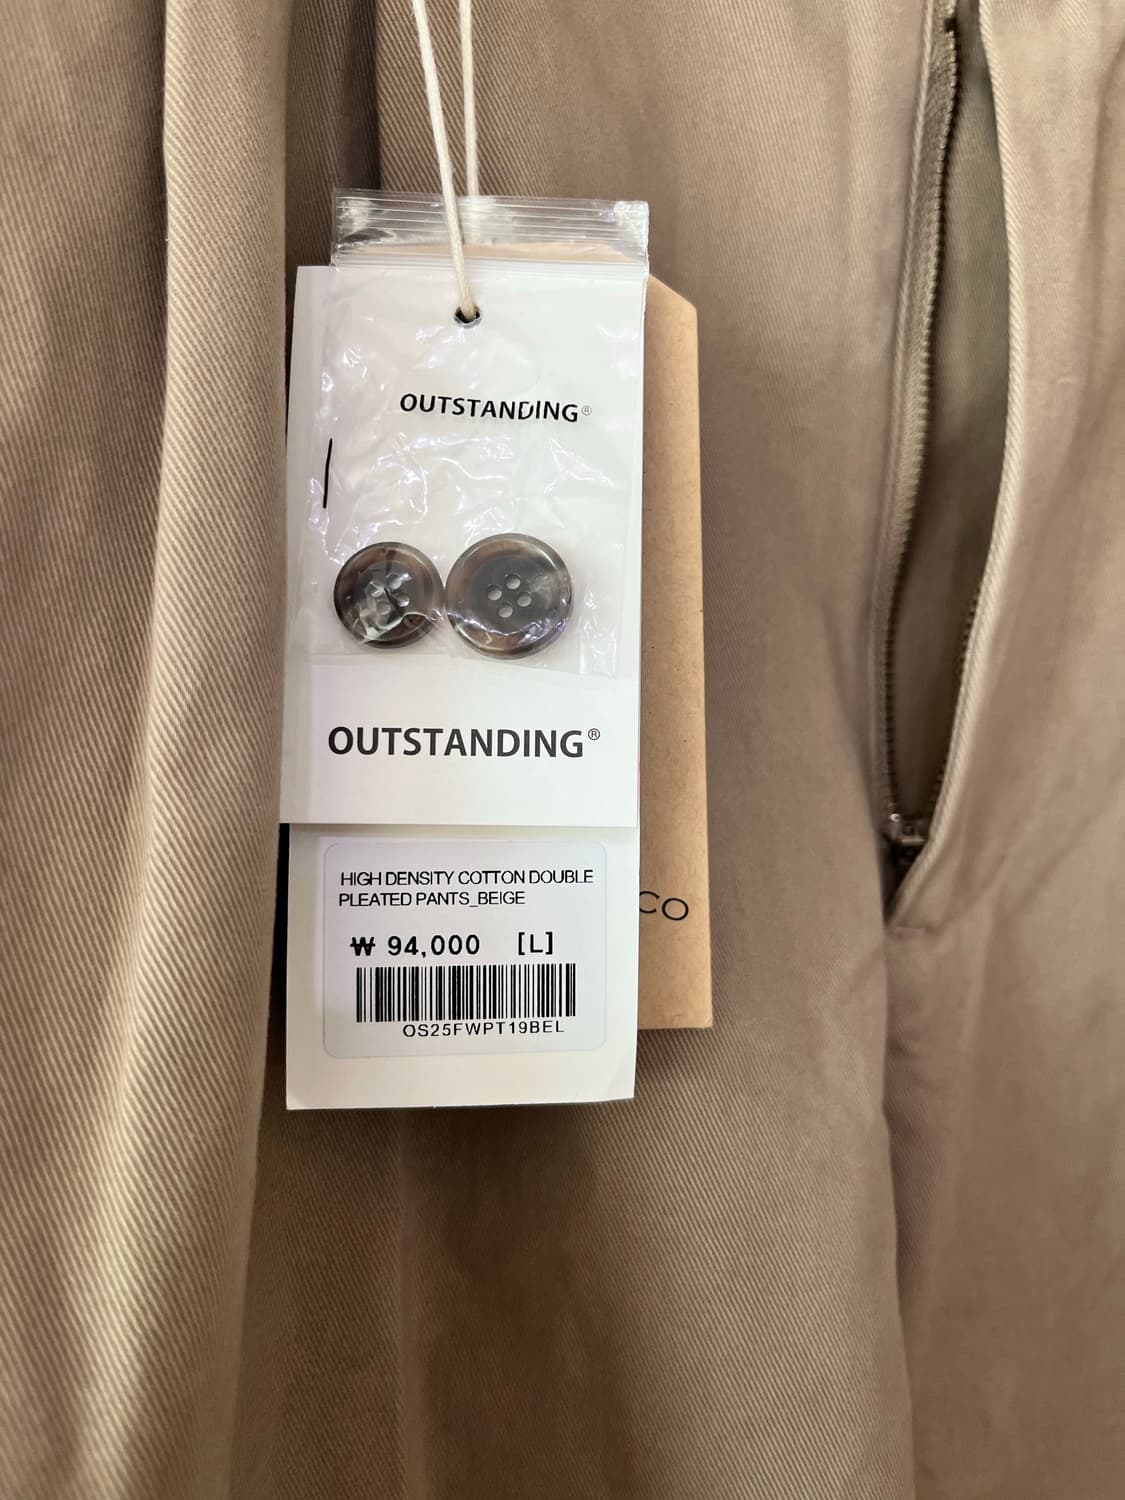 OUTSTANDING®
OUTSTANDING®
HIGH DENSITY COTTON DOUBLE
PLEATED PANTS_BEIGE
₩ 94,000 [L]
OS25FWPT19BEL
CO